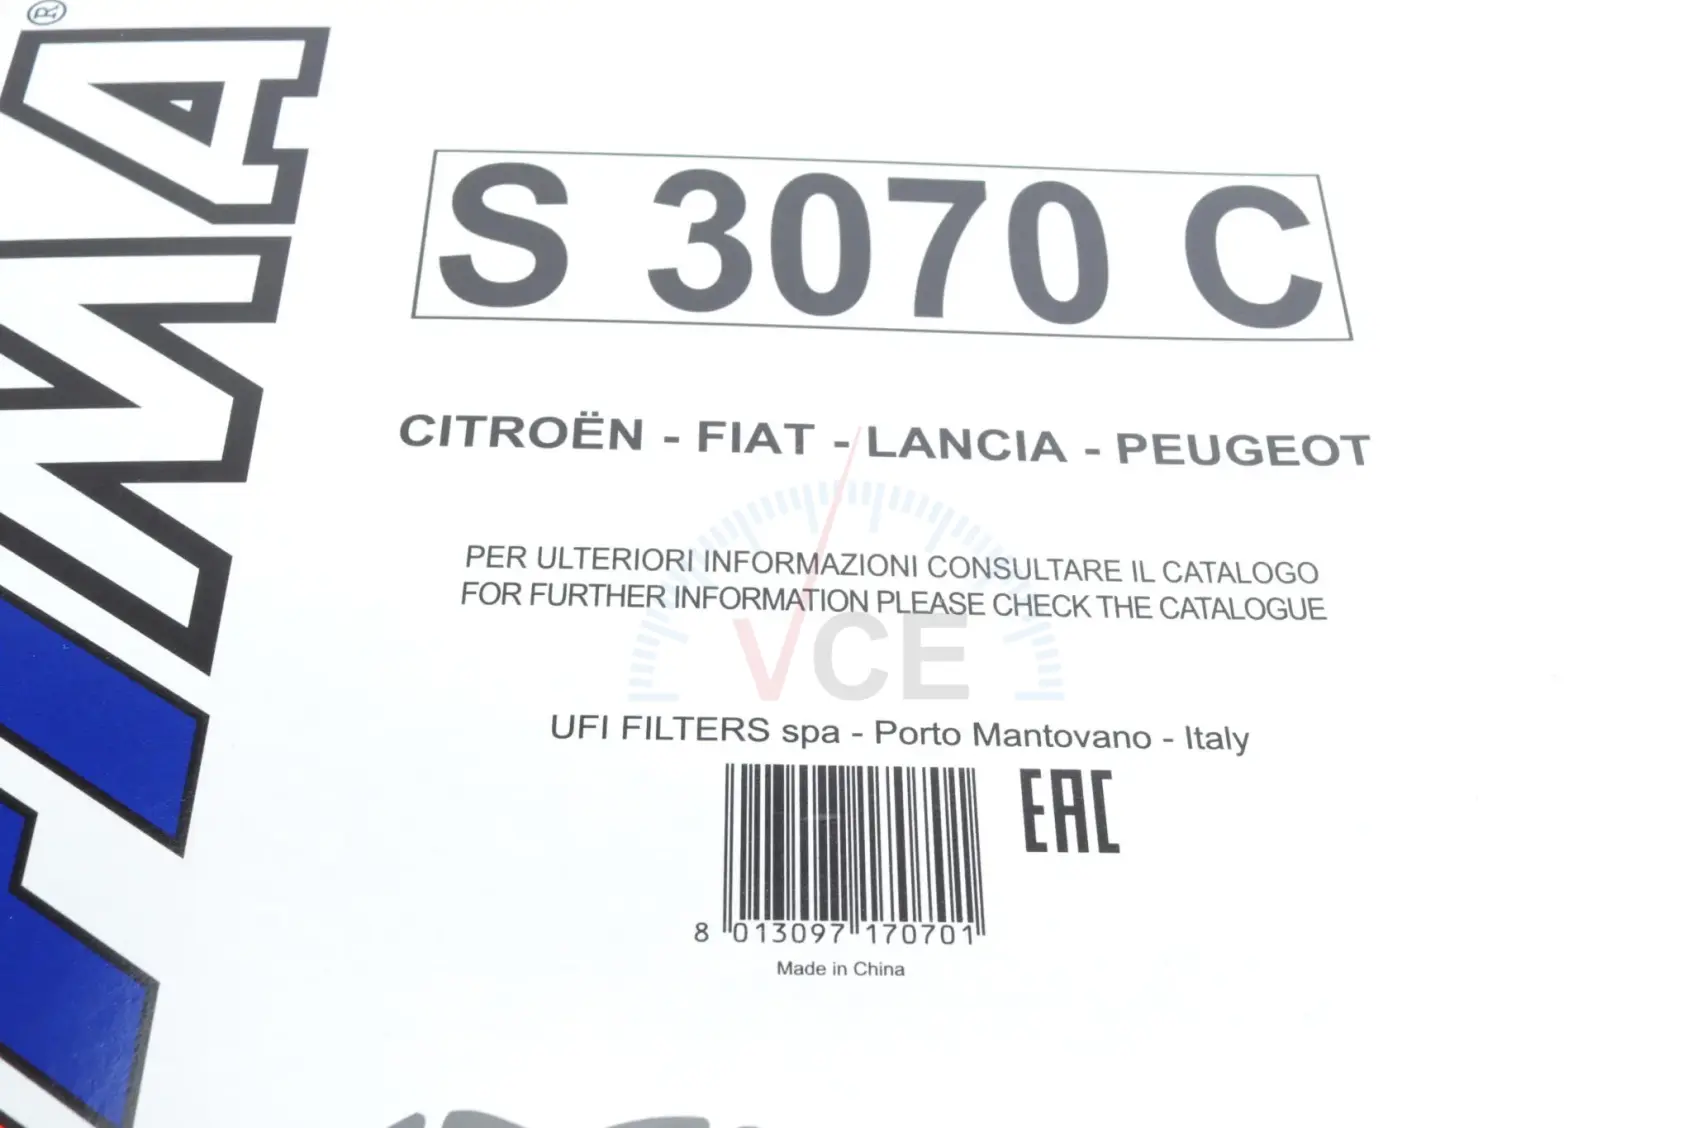 ®
IMA
S 3070 C
CITROËN - FIAT - LANCIA - PEUGEOT
PER ULTERIORI INFORMAZIONI CONSULTARE IL CATALOGO
FOR FURTHER INFORMATION PLEASE CHECK THE CATALOGUE
VCE
UFI FILTERS spa - Porto Mantovano - Italy
EAC
8 013097 170701
Made in China